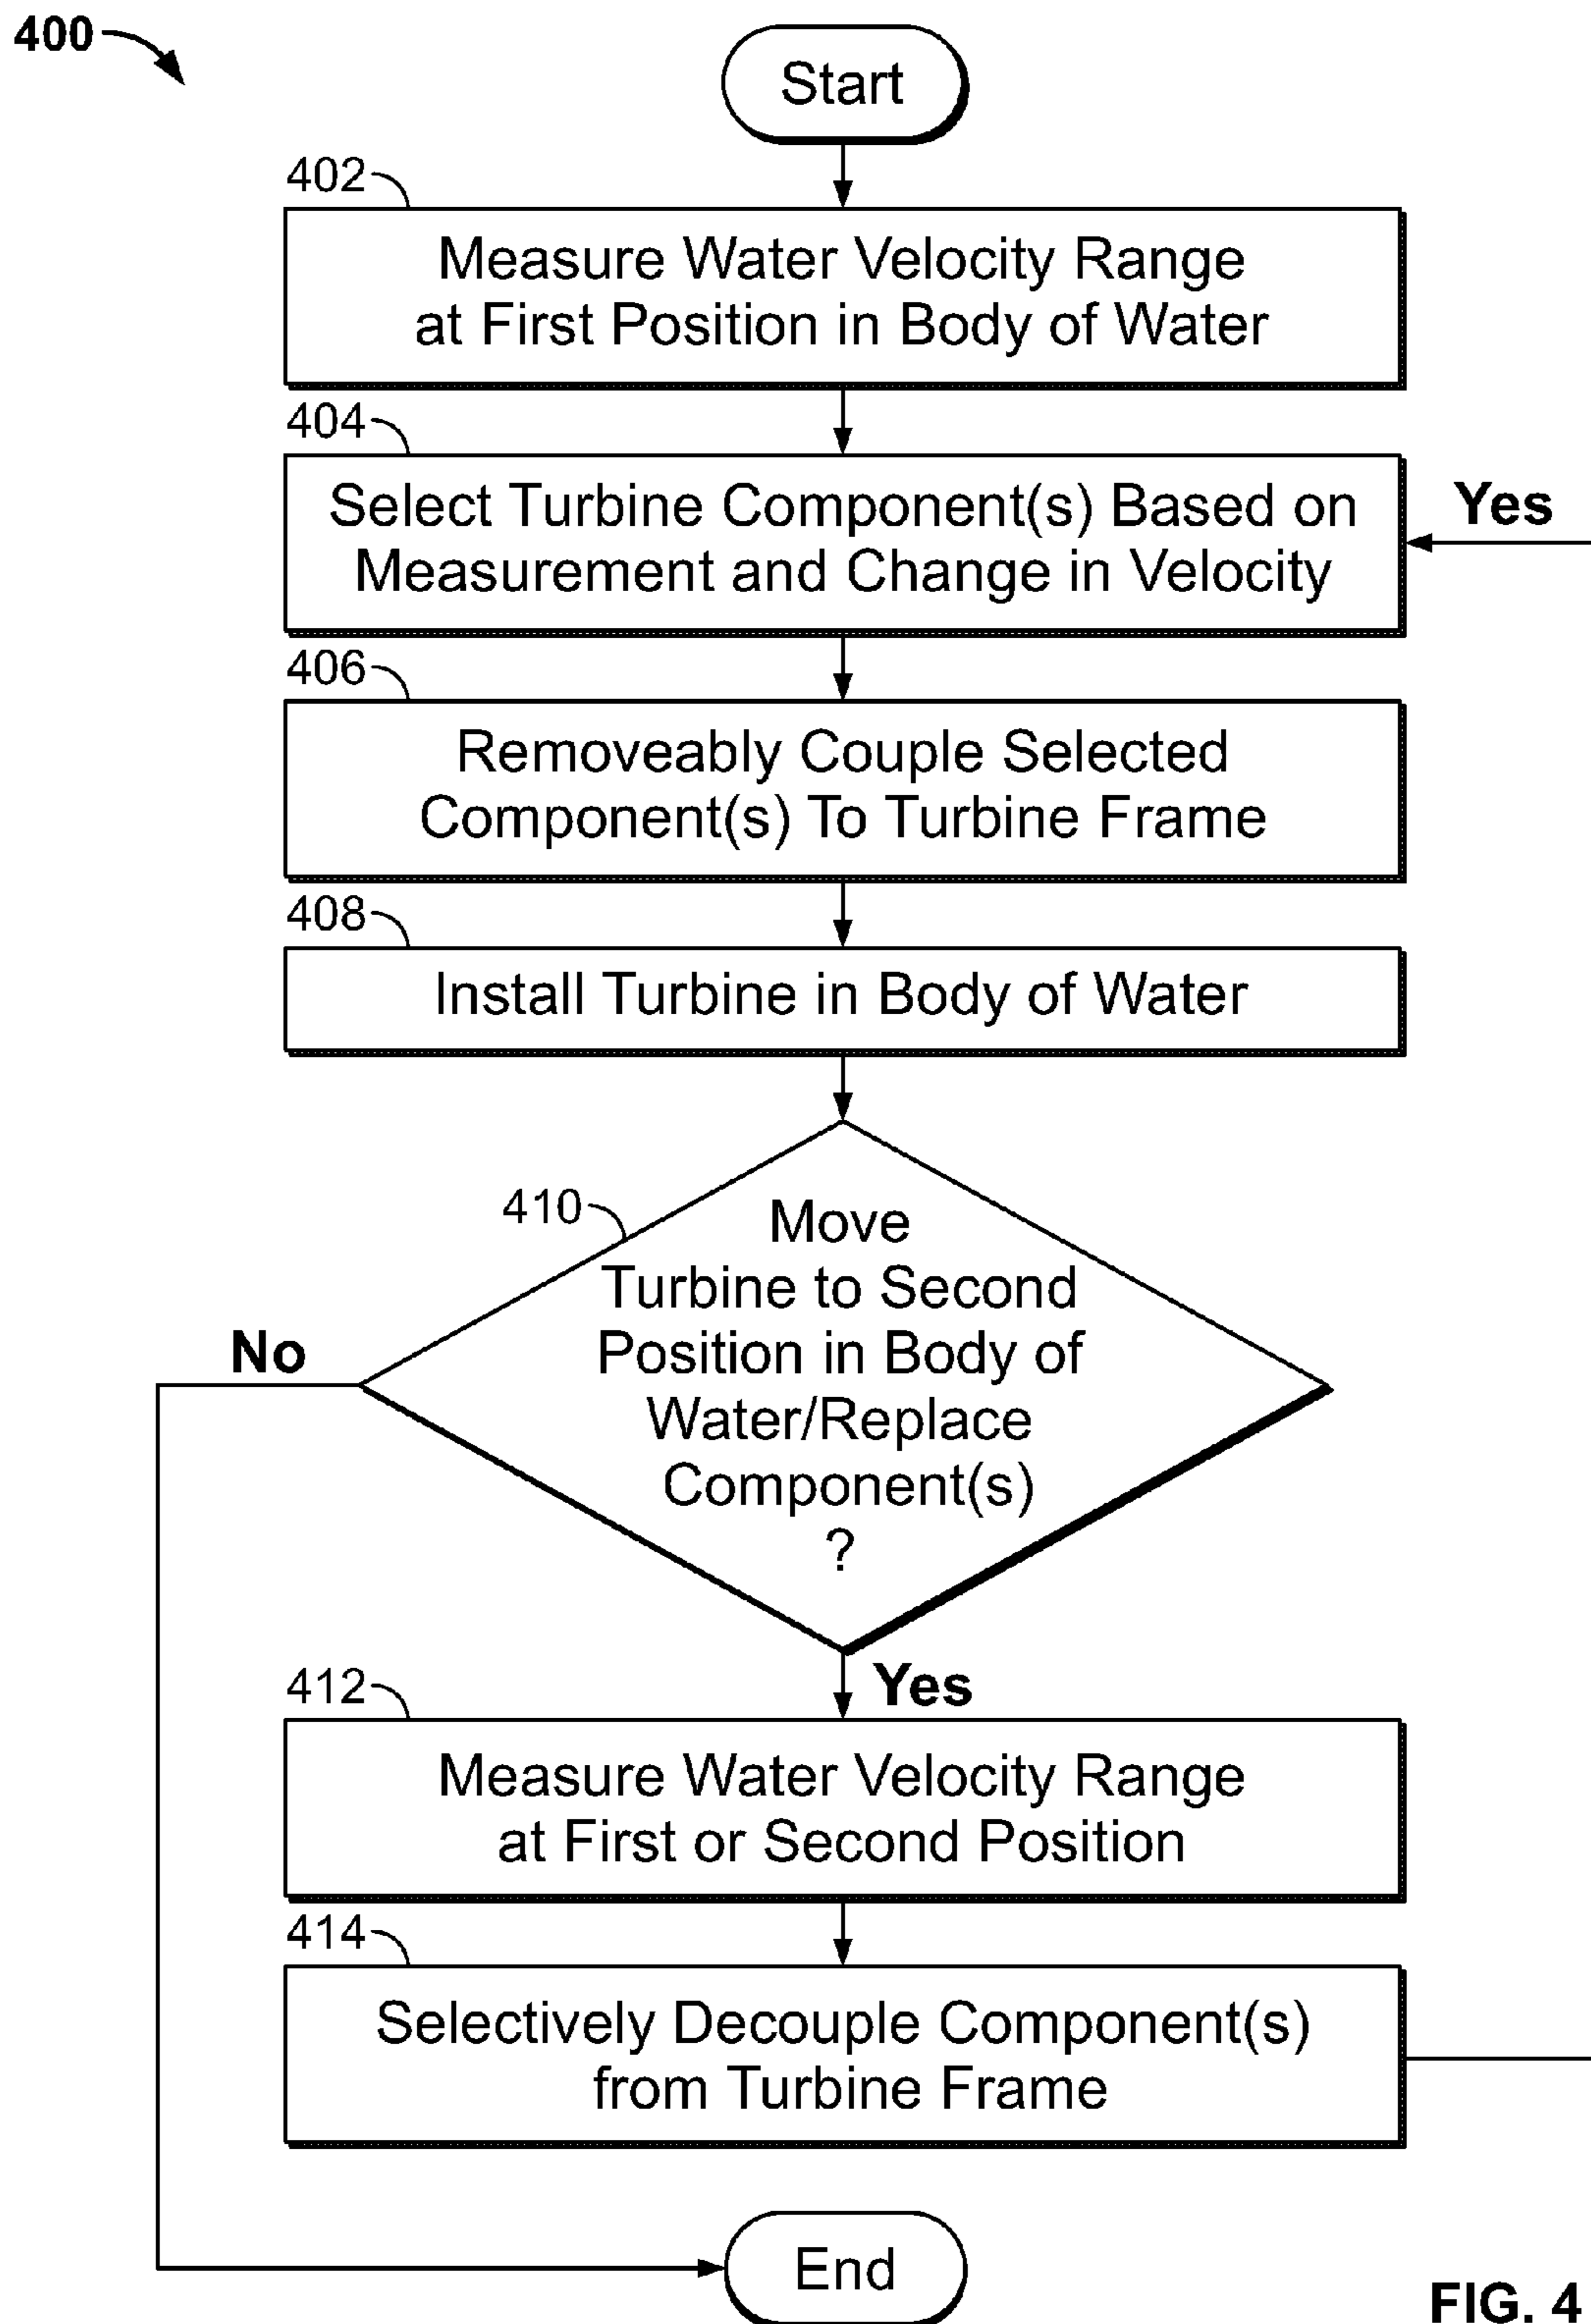 400
Start
402
Measure Water Velocity Range
at First Position in Body of Water
404
Select Turbine Component(s) Based on
Measurement and Change in Velocity
Yes
406
Removeably Couple Selected
Component(s) To Turbine Frame
408
Install Turbine in Body of Water
410
Move
Turbine to Second
Position in Body of
Water/Replace
Component(s)
?
No
Yes
412
Measure Water Velocity Range
at First or Second Position
414
Selectively Decouple Component(s)
from Turbine Frame
End
FIG. 4